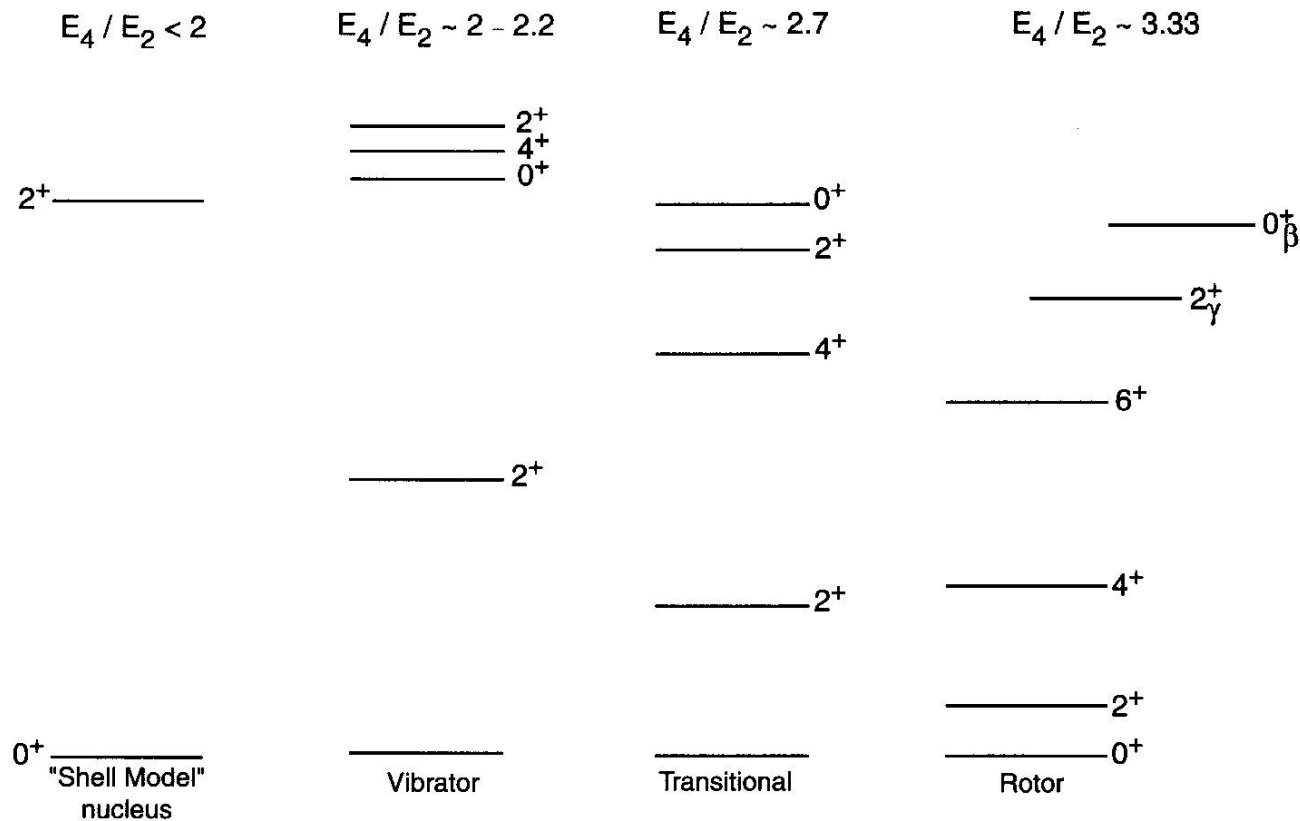 E₄ / E₂ < 2
E₄ / E₂ ~ 2 – 2.2
E₄ / E₂ ~ 2.7
E₄ / E₂ ~ 3.33
2⁺
4⁺
0⁺
2⁺
2⁺
0⁺
"Shell Model"
nucleus
Vibrator
0⁺
2⁺
4⁺
2⁺
Transitional
0⁺β
2⁺γ
6⁺
4⁺
2⁺
0⁺
Rotor